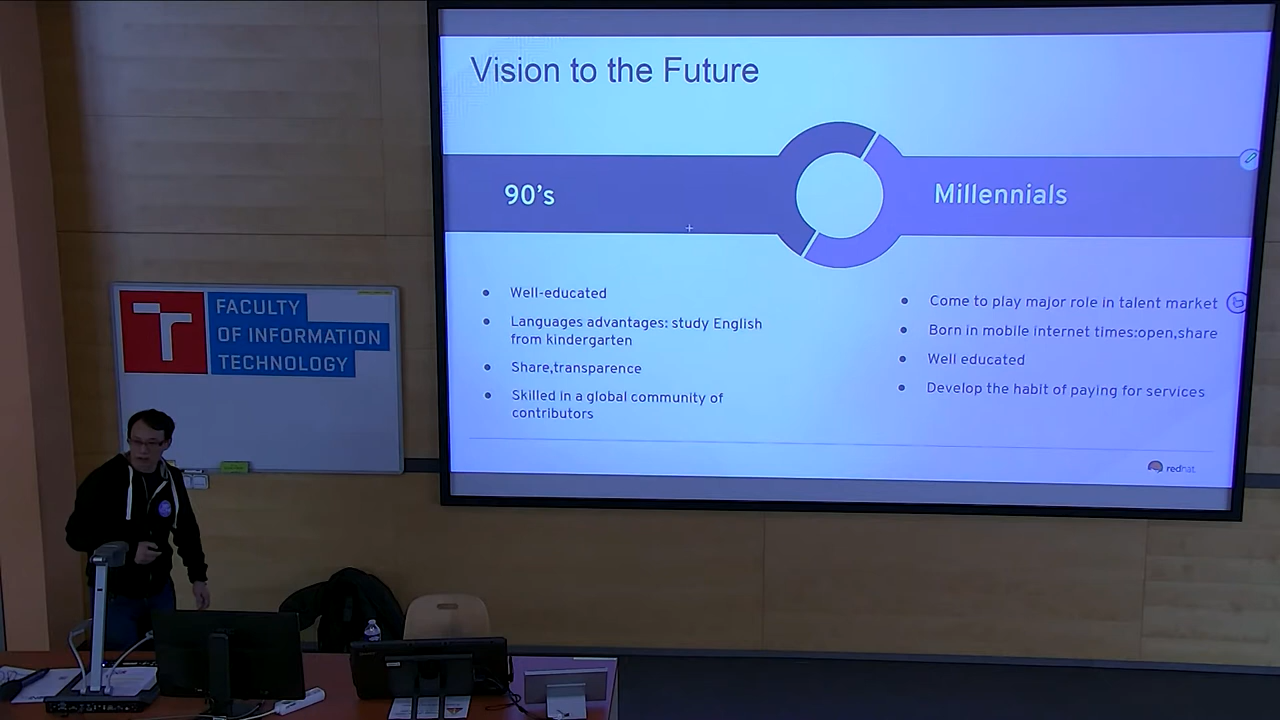 Vision to the Future
90's
Millennials
Well-educated
Languages advantages: study English
from kindergarten
Share,transparence
Skilled in a global community of
contributors
Come to play major role in talent market
Born in mobile internet times:open,share
Well educated
Develop the habit of paying for services
redhat.
FACULTY
OF INFORMATION
TECHNOLOGY